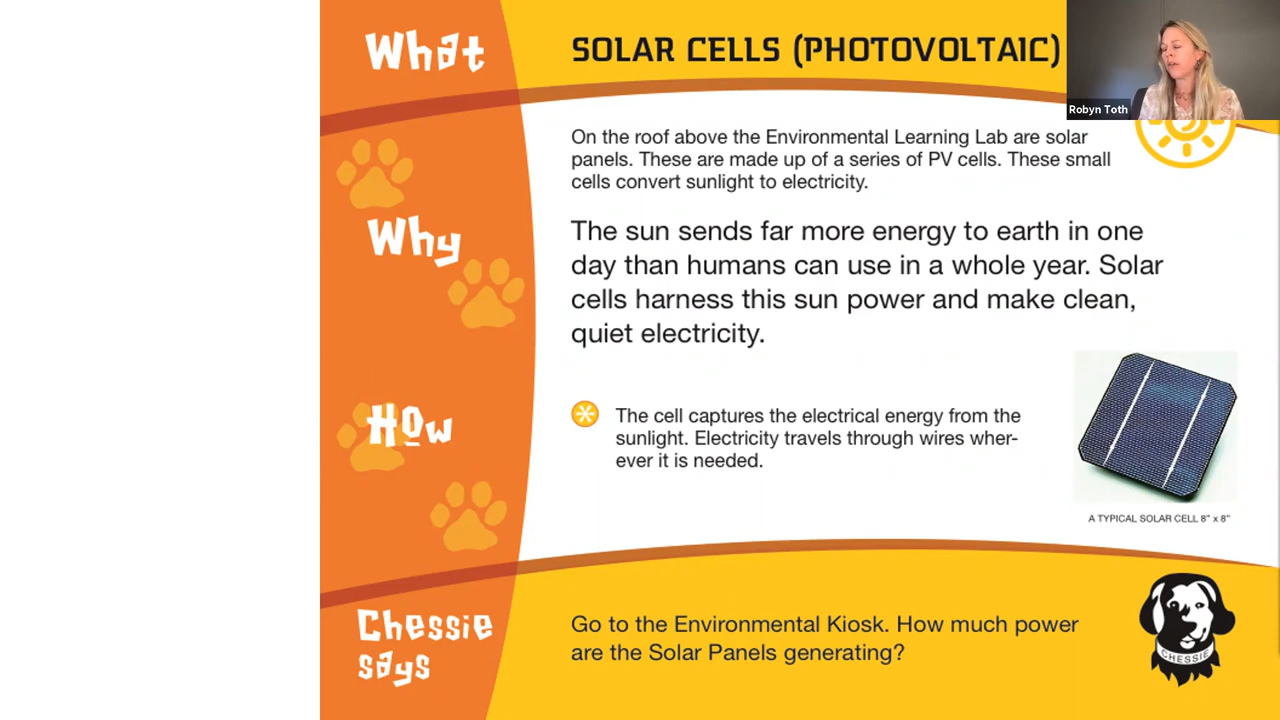 What
SOLAR CELLS (PHOTOVOLTAIC)
Robyn Toth
On the roof above the Environmental Learning Lab are solar
panels. These are made up of a series of PV cells. These small
cells convert sunlight to electricity.
Why
The sun sends far more energy to earth in one
day than humans can use in a whole year. Solar
cells harness this sun power and make clean,
quiet electricity.
How
The cell captures the electrical energy from the
sunlight. Electricity travels through wires wher-
ever it is needed.
A TYPICAL SOLAR CELL 8" x 8"
Chessie
says
Go to the Environmental Kiosk. How much power
are the Solar Panels generating?
CHESSIE